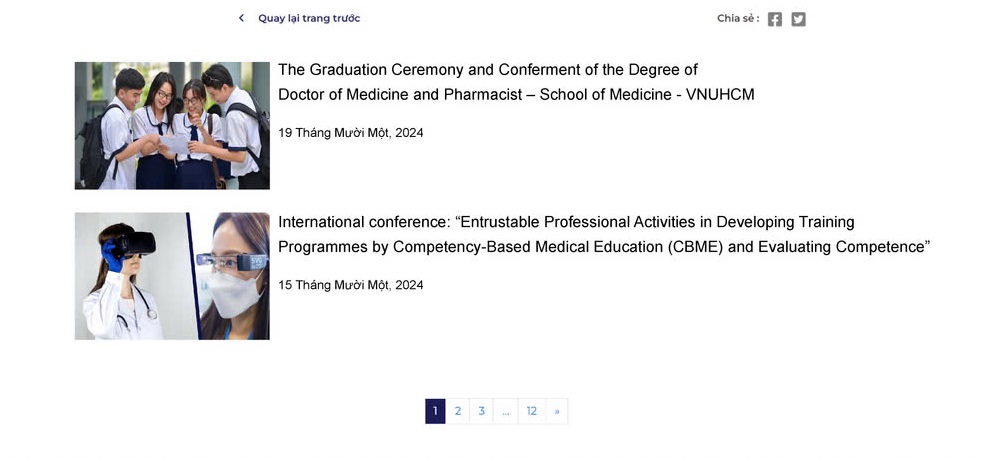 Quay lại trang trước
Chia sẻ :
The Graduation Ceremony and Conferment of the Degree of
Doctor of Medicine and Pharmacist – School of Medicine - VNUHCM
19 Tháng Mười Một, 2024
International conference: “Entrustable Professional Activities in Developing Training
Programmes by Competency-Based Medical Education (CBME) and Evaluating Competence”
15 Tháng Mười Một, 2024
1 2 3 ... 12 »